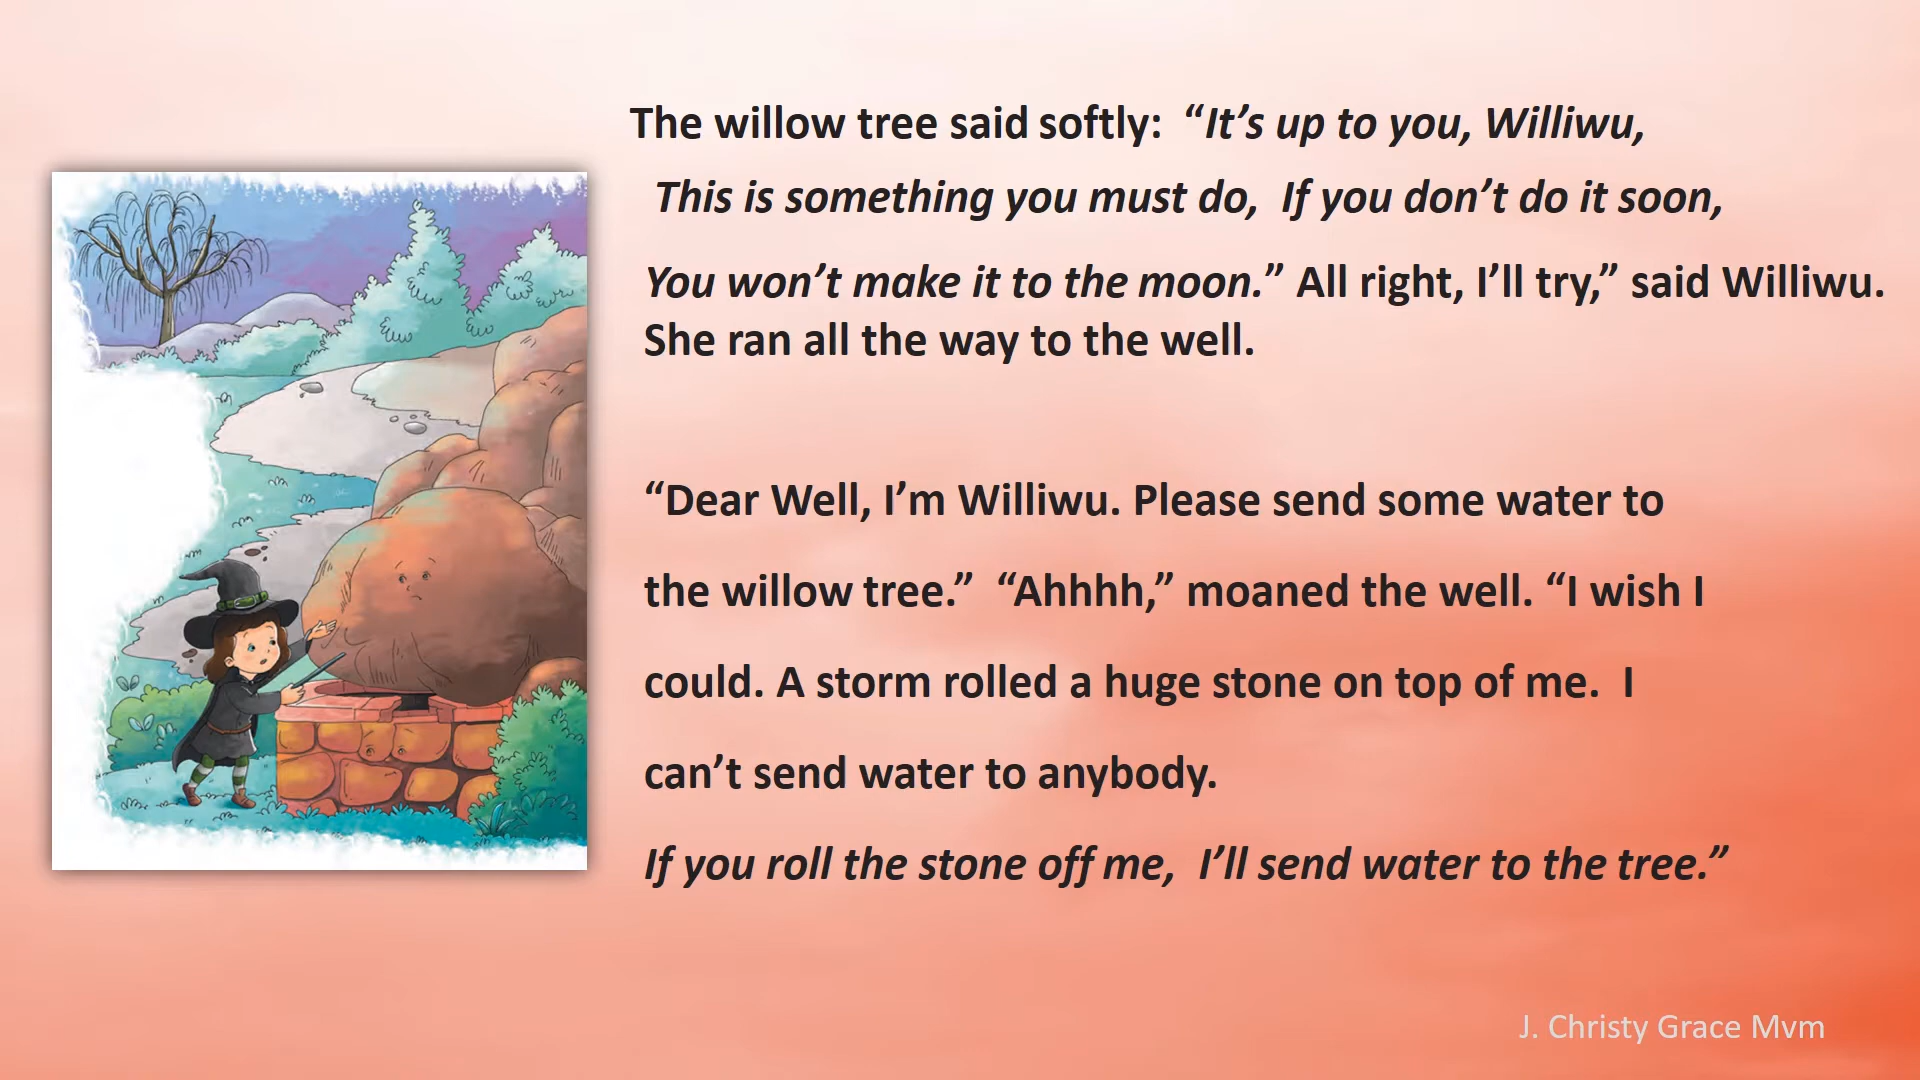 The willow tree said softly: “It’s up to you, Williwu,
This is something you must do, If you don’t do it soon,
You won’t make it to the moon.” All right, I’ll try,” said Williwu.
She ran all the way to the well.
“Dear Well, I’m Williwu. Please send some water to
the willow tree.” “Ahhhh,” moaned the well. “I wish I
could. A storm rolled a huge stone on top of me. I
can’t send water to anybody.
If you roll the stone off me, I’ll send water to the tree.”
J. Christy Grace Mvm